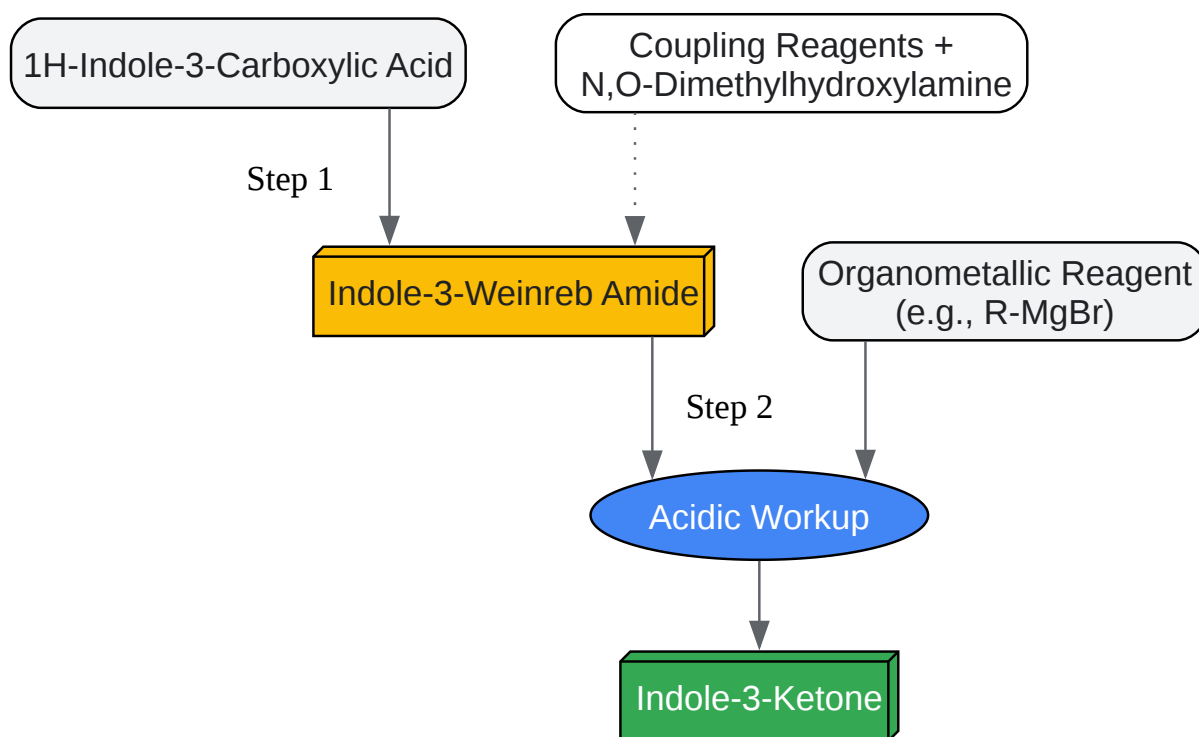 1H-Indole-3-Carboxylic Acid
Coupling Reagents +
N,O-Dimethylhydroxylamine
Step 1
Indole-3-Weinreb Amide
Organometallic Reagent
(e.g., R-MgBr)
Step 2
Acidic Workup
Indole-3-Ketone